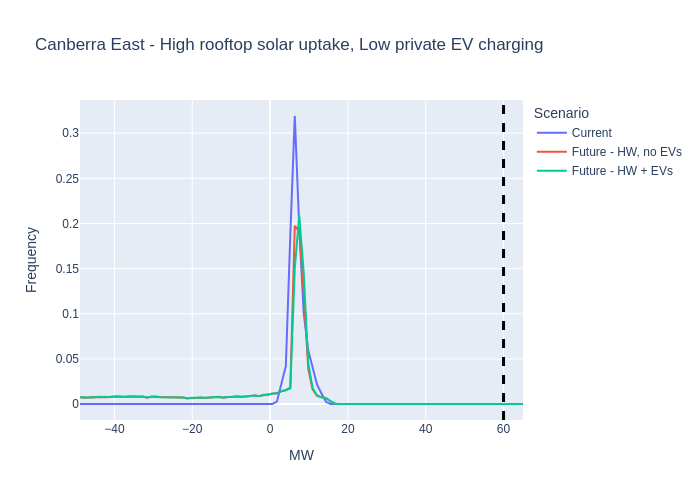 Canberra East - High rooftop solar uptake, Low private EV charging
Scenario
Current
Future - HW, no EVs
Future - HW + EVs
Frequency
0.3
0.25
0.2
0.15
0.1
0.05
0
−40
−20
0
20
40
60
MW